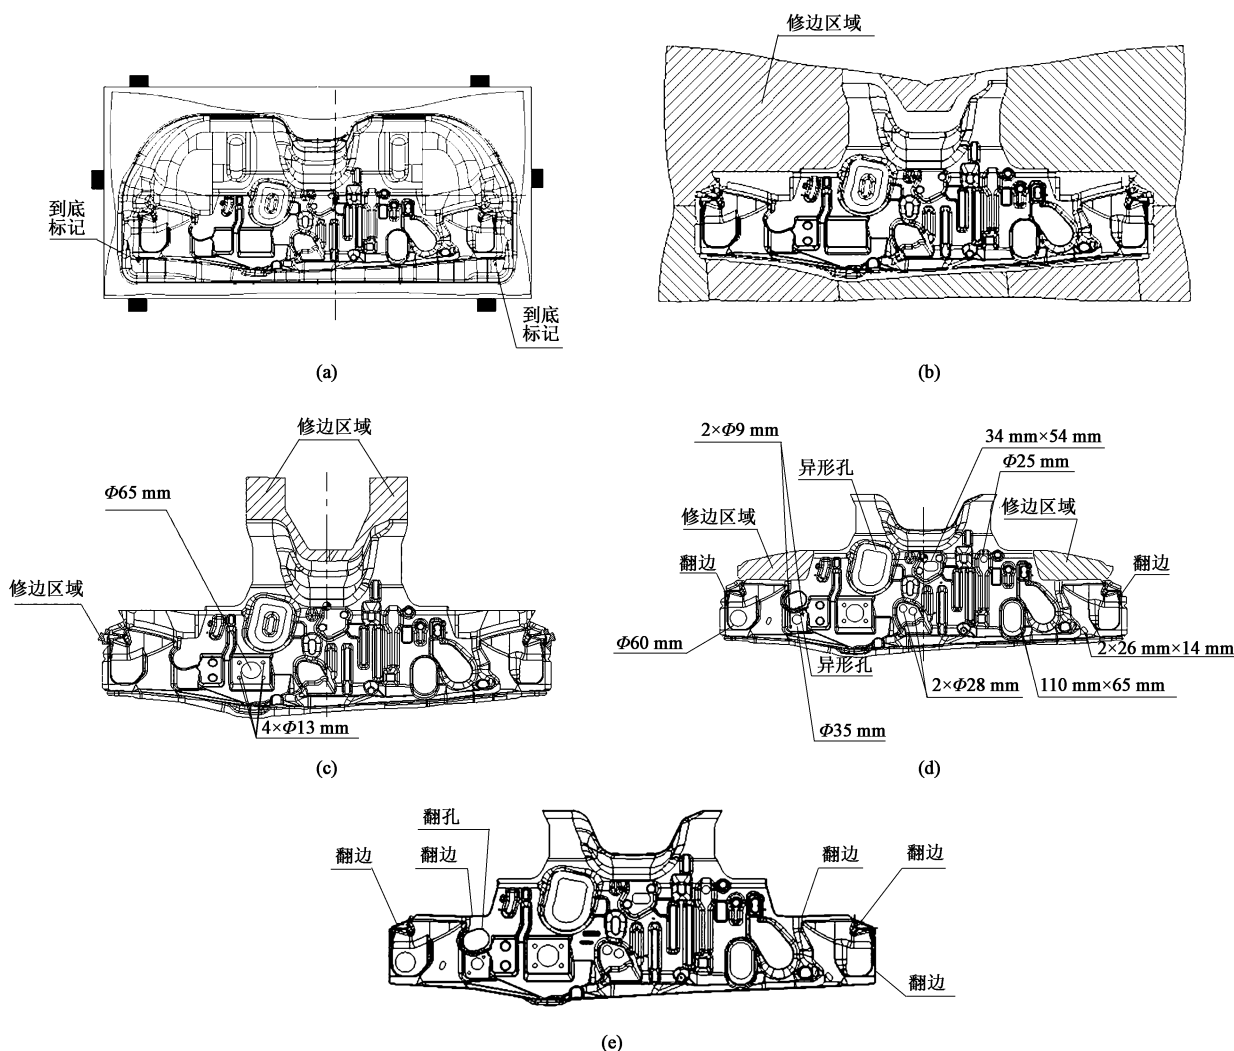 到底
标记
到底
标记
(a)
修边区域
(b)
修边区域
Φ65 mm
修边区域
4×Φ13 mm
(c)
2×Φ9 mm
34 mm×54 mm
异形孔
Φ25 mm
修边区域
修边区域
翻边
翻边
Φ60 mm
异形孔
2×26 mm×14 mm
2×Φ28 mm
110 mm×65 mm
Φ35 mm
(d)
翻孔
翻边
翻边
翻边
翻边
翻边
(e)